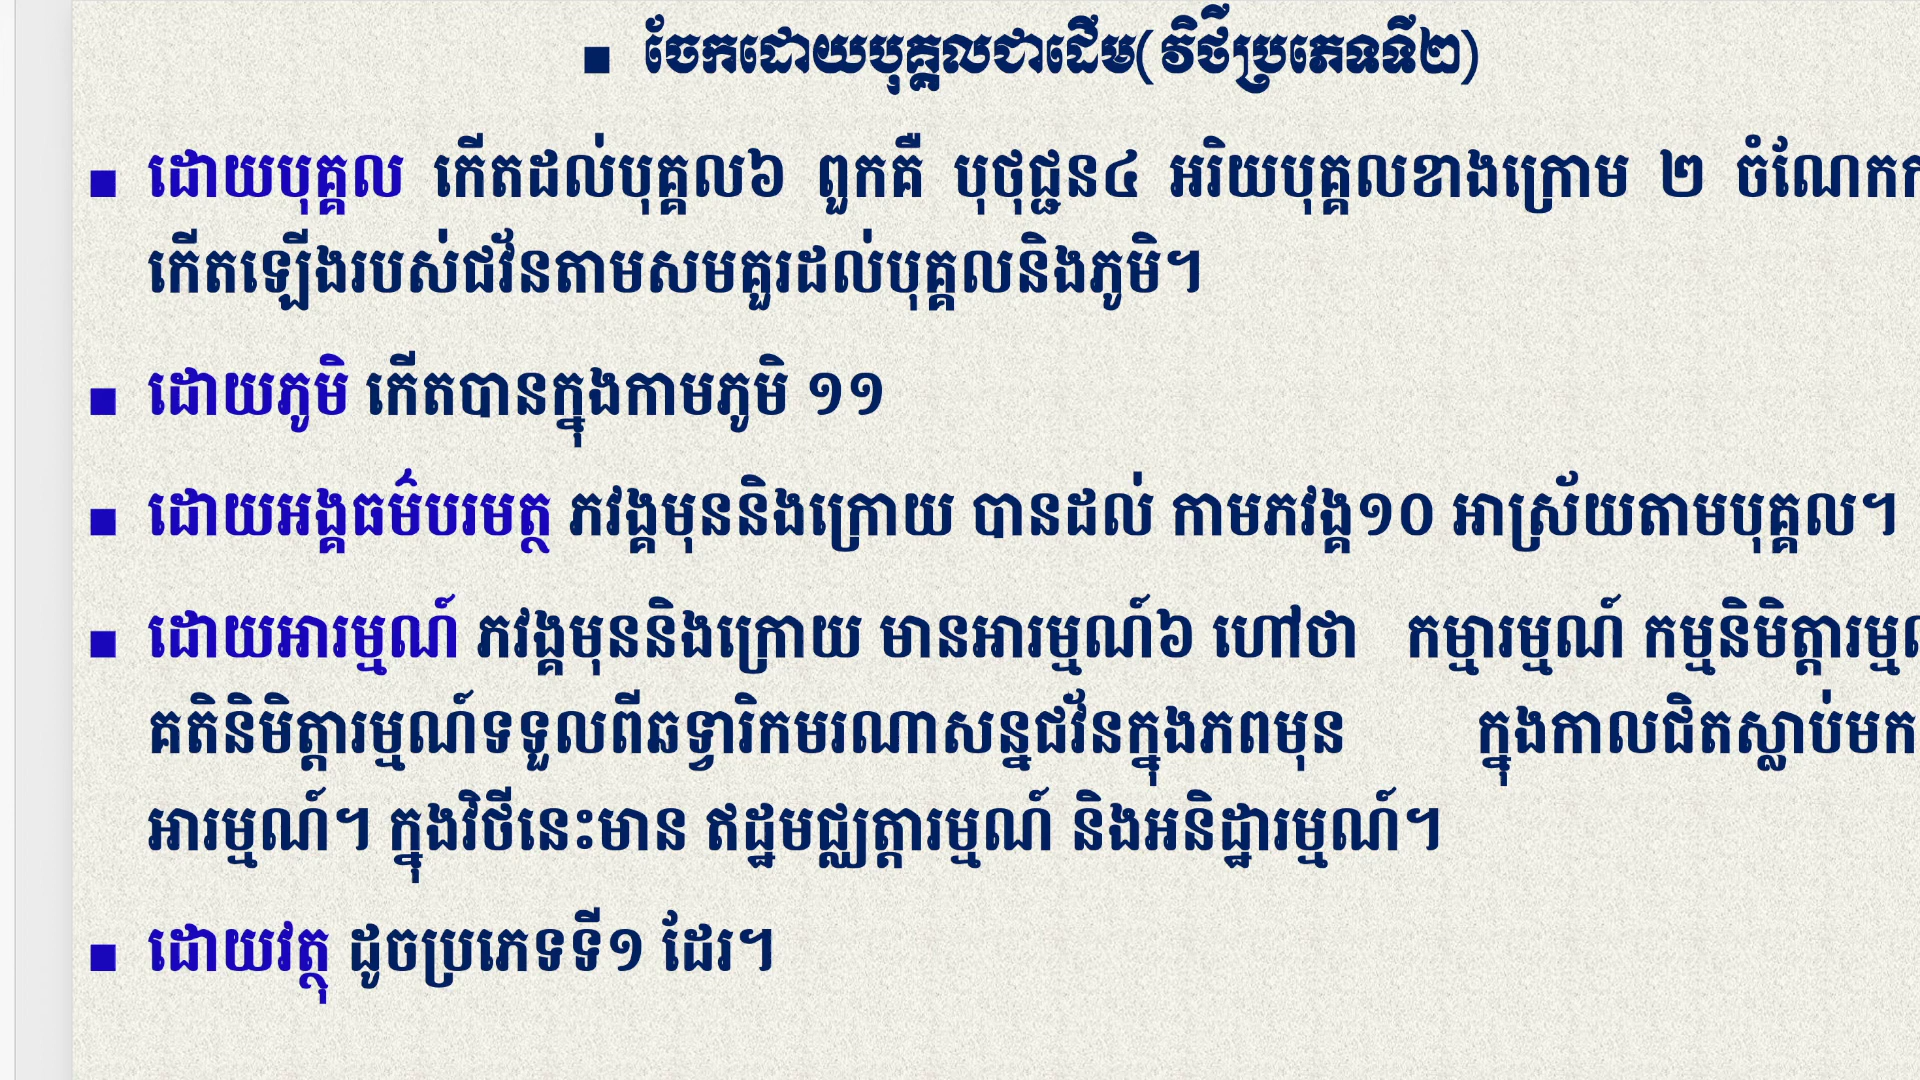 ▪ ចែកដោយបុគ្គលជាដើម(វិថីប្រភេទទី២)
▪ ដោយបុគ្គល កើតដល់បុគ្គល៦ ពួកគឺ បុថុជ្ជន៤ អរិយបុគ្គលខាងក្រោម ២ ចំណែក
កើតឡើងរបស់ជវ័នតាមសមគួរដល់បុគ្គលនិងភូមិ។
▪ ដោយភូមិ កើតបានក្នុងកាមភូមិ ១១
▪ ដោយអង្គធម៌បរមត្ថ ភវង្គមុននិងក្រោយ បានដល់ កាមភវង្គ១០ អាស្រ័យតាមបុគ្គល។
▪ ដោយអារម្មណ៍ ភវង្គមុននិងក្រោយ មានអារម្មណ៍៦ ហៅថា កម្មារម្មណ៍
គតិនិមិត្តារម្មណ៍ទទួលពីឆទ្វារិកមរណាសន្នជវ័នក្នុងភពមុន ក្នុងកាលជិតស្លាប់មក
អារម្មណ៍។ ក្នុងវិថីនេះមាន ឥដ្ឋមជ្ឈត្តារម្មណ៍ និងអនិដ្ឋារម្មណ៍។
▪ ដោយវត្ថុ ដូចប្រភេទទី១ ដែរ។